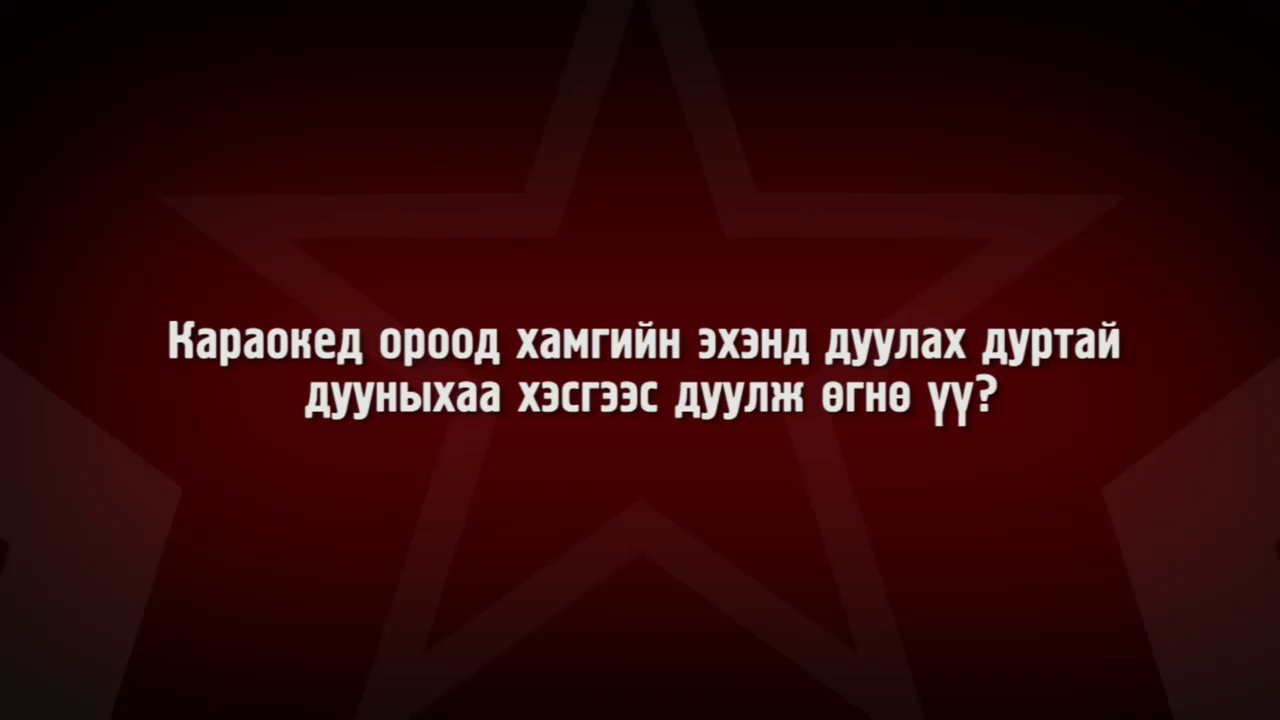 Караокед ороод хамгийн эхэнд дуулах дуртай
дууныхаа хэсгээс дуулж өгнө үү?